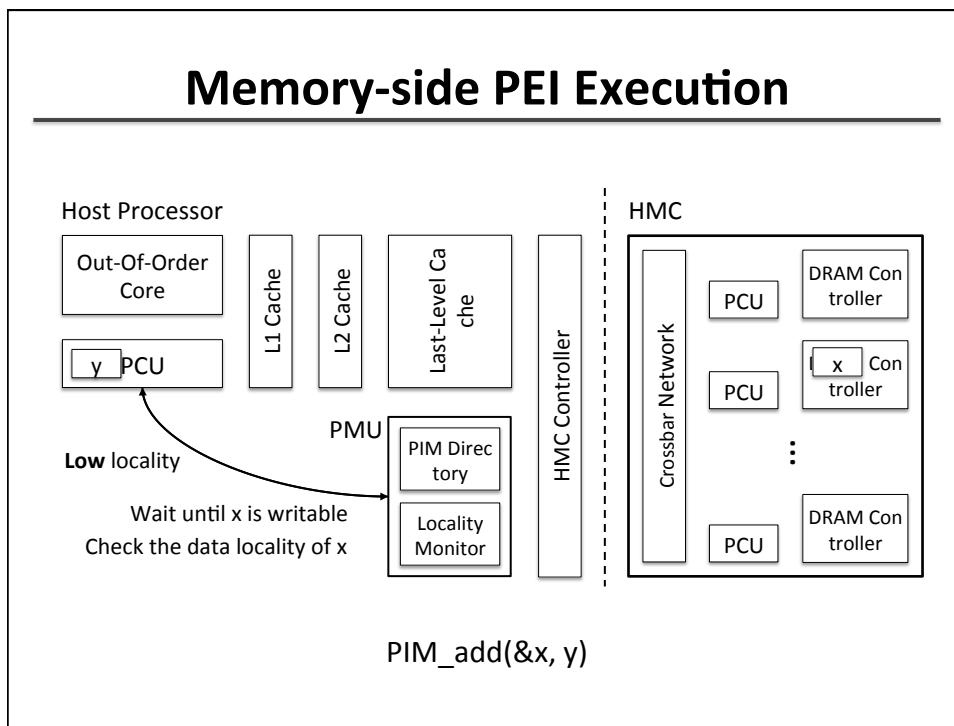 Memory-side PEI Execution
Host Processor
HMC
Out-Of-Order
Core
L1 Cache
L2 Cache
Last-Level Ca
che
HMC Controller
Crossbar Network
PCU
DRAM Con
troller
y PCU
PCU
x Con
troller
PMU
PIM Direc
tory
Low locality
Wait until x is writable
Locality
Monitor
Check the data locality of x
⋮
PCU
DRAM Con
troller
PIM_add(&x, y)